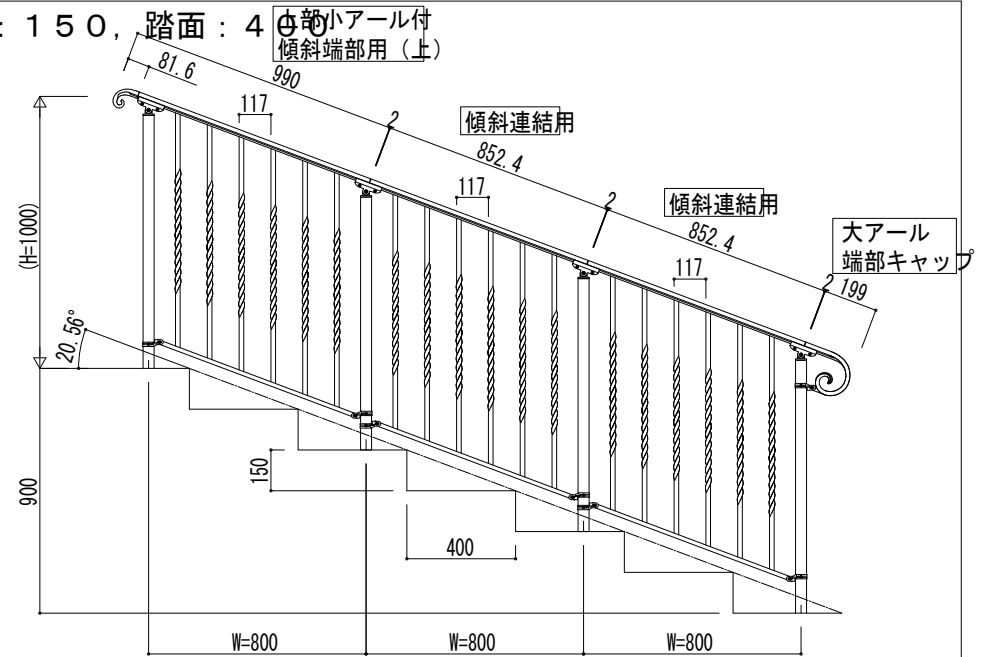 : １５０, 踏面：４００
上部小アール付
傾斜端部用（上）
81.6
990
117
2
傾斜連結用
852.4
117
2
傾斜連結用
852.4
117
大アール
端部キャップ
2
199
(H=1000)
20.56°
900
150
400
W=800
W=800
W=800